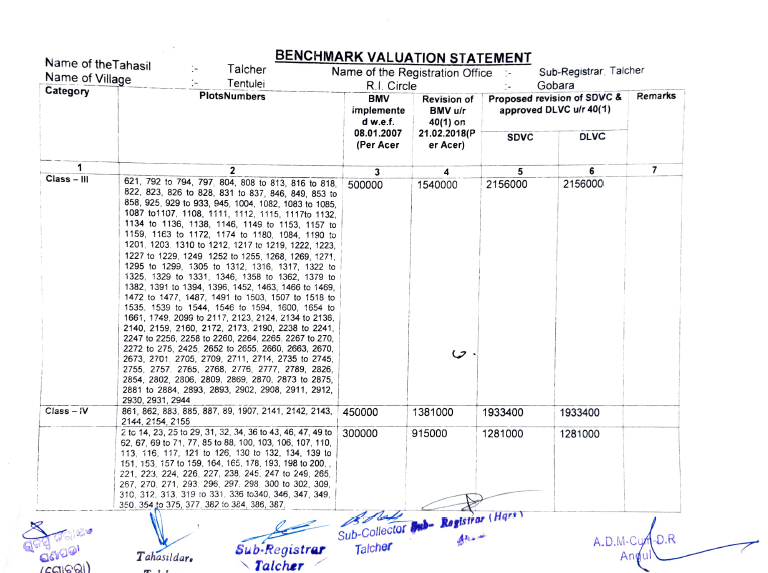 BENCHMARK VALUATION STATEMENT
Name of theTahasil :- Talcher Name of the Registration Office :- Sub-Registrar, Talcher
Name of Village :- Tentulei R.I. Circle :- Gobara
Category PlotsNumbers BMV implemente d w.e.f. 08.01.2007 (Per Acer Revision of BMV u/r 40(1) on 21.02.2018(P er Acer) Proposed revision of SDVC & approved DLVC u/r 40(1) Remarks
SDVC DLVC
1 2 3 4 5 6 7
Class – III 621, 792 to 794, 797, 804, 808 to 813, 816 to 818, 500000 1540000 2156000 2156000
822, 823, 826 to 828, 831 to 837, 846, 849, 853 to
858, 925, 929 to 933, 945, 1004, 1082, 1083 to 1085,
1087 to1107, 1108, 1111, 1112, 1115, 1117to 1132,
1134 to 1136, 1138, 1146, 1149 to 1153, 1157 to
1159, 1163 to 1172, 1174 to 1180, 1084, 1190 to
1201, 1203, 1310 to 1212, 1217 to 1219, 1222, 1223,
1227 to 1229, 1249, 1252 to 1255, 1268, 1269, 1271,
1295 to 1299, 1305 to 1312, 1316, 1317, 1322 to
1325, 1329 to 1331, 1346, 1358 to 1362, 1379 to
1382, 1391 to 1394, 1396, 1452, 1463, 1466 to 1469,
1472 to 1477, 1487, 1491 to 1503, 1507 to 1518 to
1535, 1539 to 1544, 1546 to 1594, 1600, 1654 to
1661, 1749, 2099 to 2117, 2123, 2124, 2134 to 2136,
2140, 2159, 2160, 2172, 2173, 2190, 2238 to 2241,
2247 to 2256, 2258 to 2260, 2264, 2265, 2267 to 270,
2272 to 275, 2425, 2652 to 2655, 2660, 2663, 2670,
2673, 2701, 2705, 2709, 2711, 2714, 2735 to 2745,
2755, 2757, 2765, 2768, 2776, 2777, 2789, 2826,
2854, 2802, 2806, 2809, 2869, 2870, 2873 to 2875,
2881 to 2884, 2893, 2893, 2902, 2908, 2911, 2912,
2930, 2931, 2944
Class – IV 861, 862, 883, 885, 887, 89, 1907, 2141, 2142, 2143, 450000 1381000 1933400 1933400
2144, 2154, 2155
2 to 14, 23, 25 to 29, 31, 32, 34, 36 to 43, 46, 47, 49 to 300000 915000 1281000 1281000
62, 67, 69 to 71, 77, 85 to 88, 100, 103, 106, 107, 110,
113, 116, 117, 121 to 126, 130 to 132, 134, 139 to
151, 153, 157 to 159, 164, 165, 178, 193, 198 to 200, ,
221, 223, 224, 226, 227, 238, 245, 247 to 249, 265,
267, 270, 271, 293, 296, 297, 298, 300 to 302, 309,
310, 312, 313, 319 to 331, 336 to340, 346, 347, 349,
350, 354 to 375, 377, 382 to 384, 386, 387,
Tahasildar, Sub-Registrar Sub-Collector Sub- Registrar (Hqrs) A.D.M-Cum-D.R
Talcher Talcher Angul